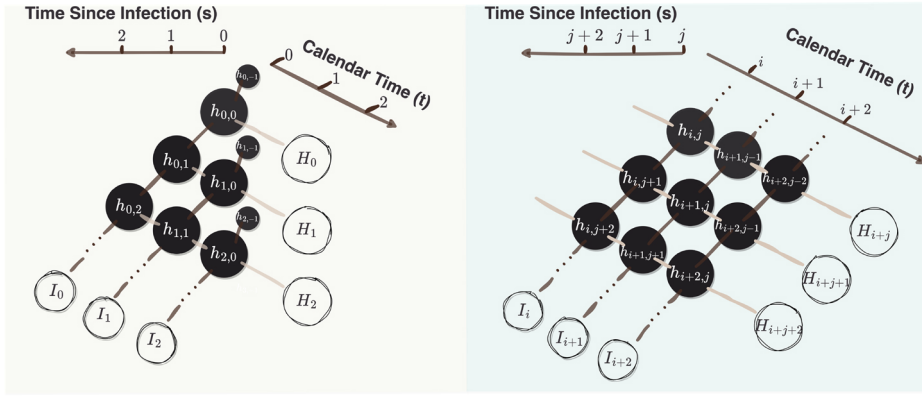 Time Since Infection (s)
2 1 0
Calendar Time (t)
0
1
2
h0,-1
h0,0
h1,-1
H0
h0,1
h1,0
h0,2
h2,-1
h1,1
H1
h2,0
I0
I1
H2
I2
Time Since Infection (s)
j + 2 j + 1 j
Calendar Time (t)
i
i + 1
i + 2
hi,j
hi+1,j−1
hi,j+1
hi+2,j−2
hi+1,j
hi,j+2
hi+2,j−1
Hi+j
hi+1,j+1
hi+2,j
Hi+j+1
Ii
Ii+1
Hi+j+2
Ii+2